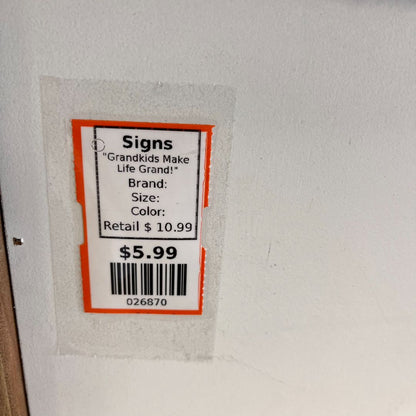 Signs
"Grandkids Make
Life Grand!"
Brand:
Size:
Color:
Retail $ 10.99
$5.99
026870